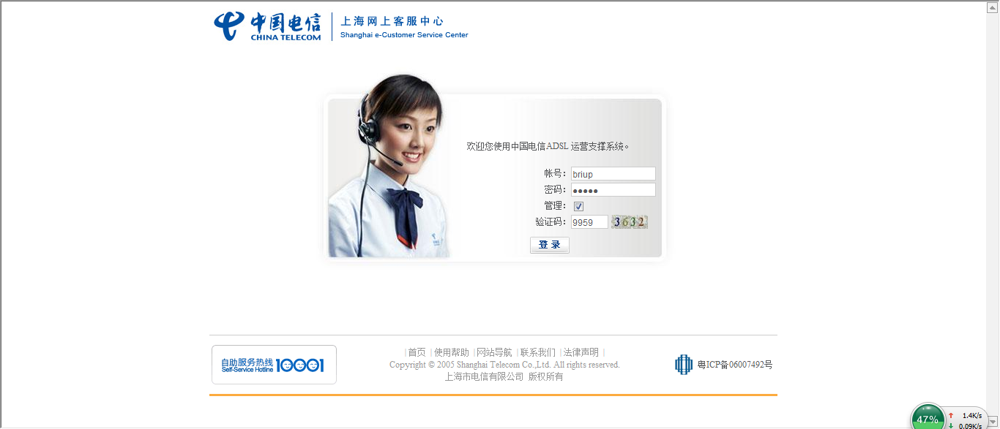 中国电信
CHINA TELECOM
上海网上客服中心
Shanghai e-Customer Service Center
欢迎您使用中国电信ADSL 运营支撑系统。
帐号： briup
密码： ●●●●●
管理：
验证码： 9959 3632
登 录
自助服务热线
Self-Service Hotline 10001
|首页 |使用帮助 |网站导航 |联系我们 |法律声明 |
Copyright © 2005 Shanghai Telecom Co.,Ltd. All rights reserved.
上海市电信有限公司 版权所有
粤ICP备06007492号
47%
↑ 1.4K/s
↓ 0.09K/s